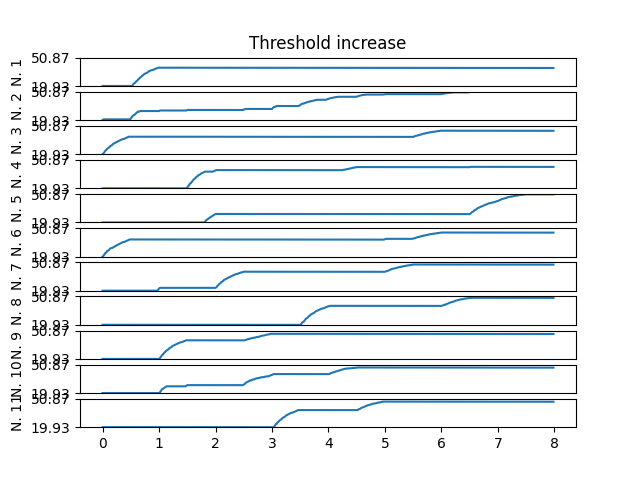 Threshold increase
50.87
N. 1
19.93
50.87
N. 2
19.93
50.87
N. 3
19.93
50.87
N. 4
19.93
50.87
N. 5
19.93
50.87
N. 6
19.93
50.87
N. 7
19.93
50.87
N. 8
19.93
50.87
N. 9
19.93
50.87
N. 10
19.93
50.87
N. 11
19.93
0 1 2 3 4 5 6 7 8